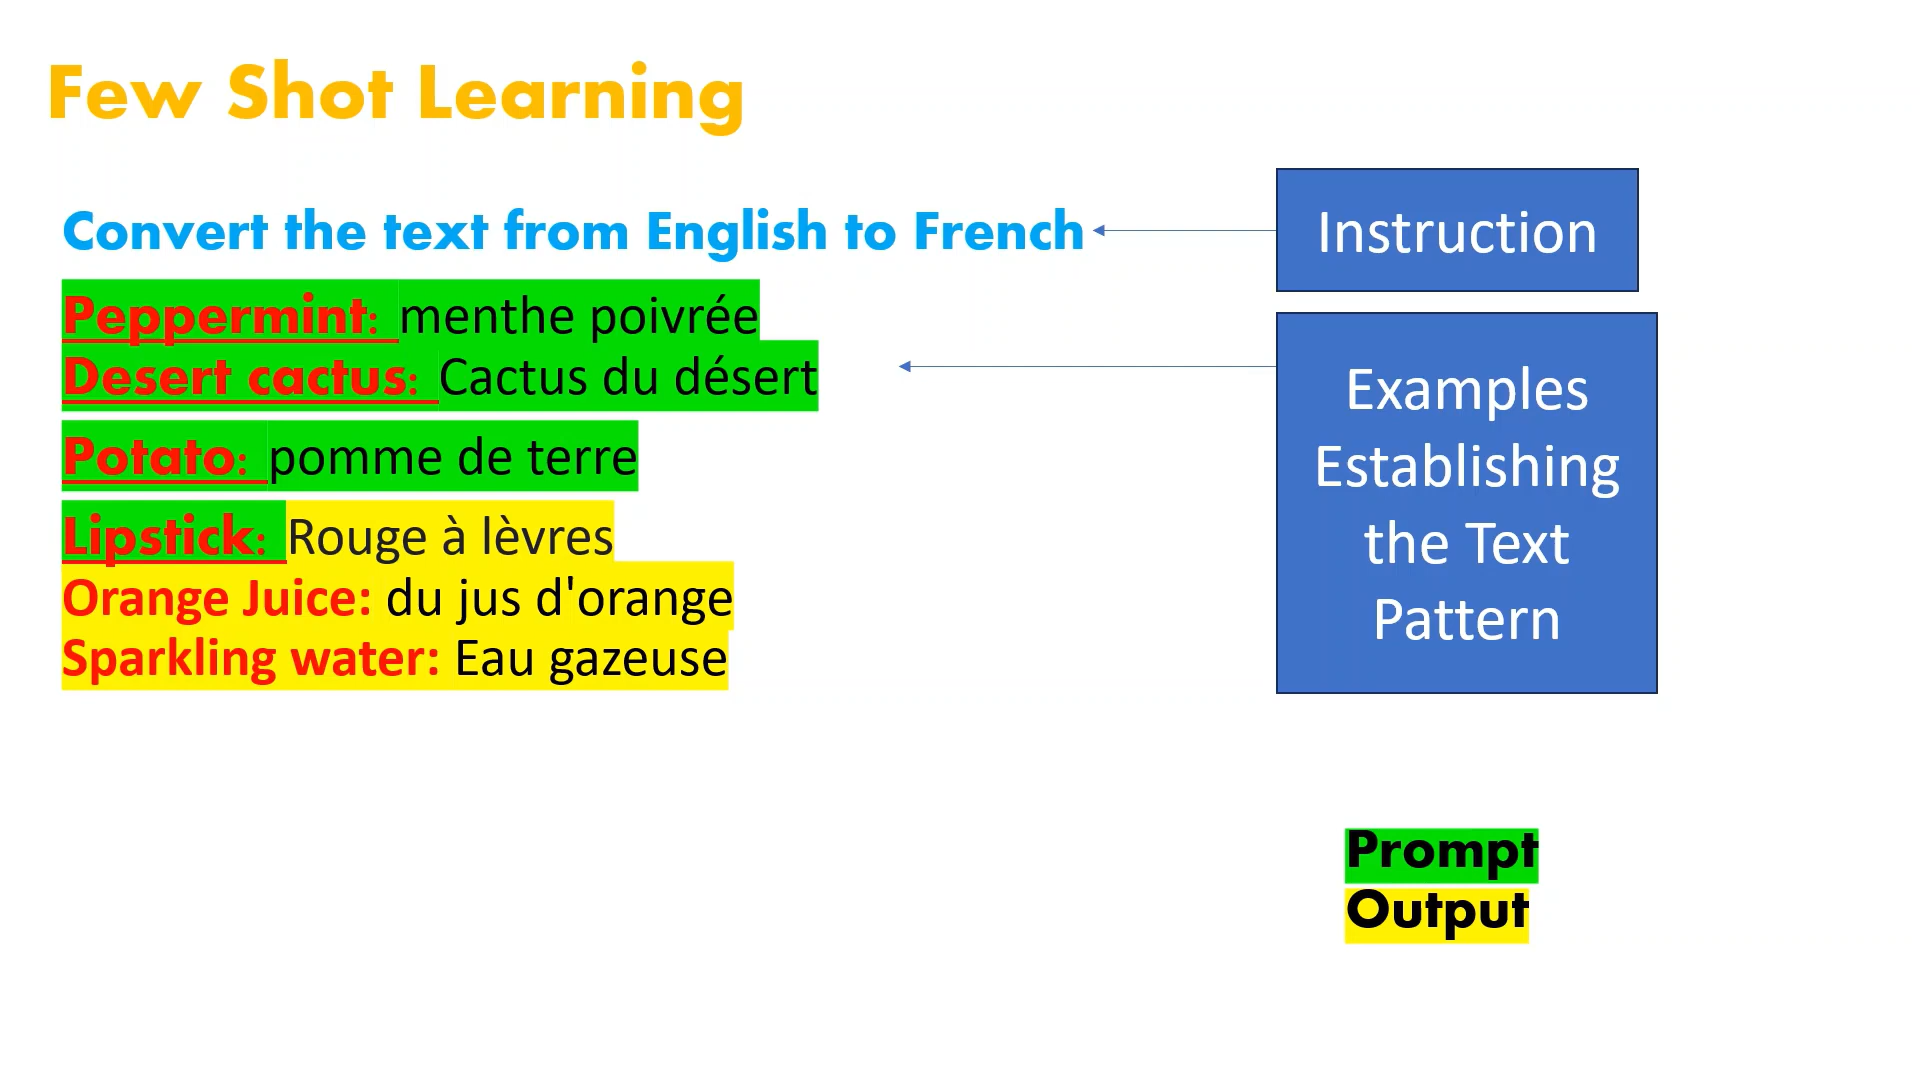 Few Shot Learning
Convert the text from English to French
Instruction
Peppermint: menthe poivrée
Desert cactus: Cactus du désert
Potato: pomme de terre
Lipstick: Rouge à lèvres
Orange Juice: du jus d'orange
Sparkling water: Eau gazeuse
Examples
Establishing
the Text
Pattern
Prompt
Output